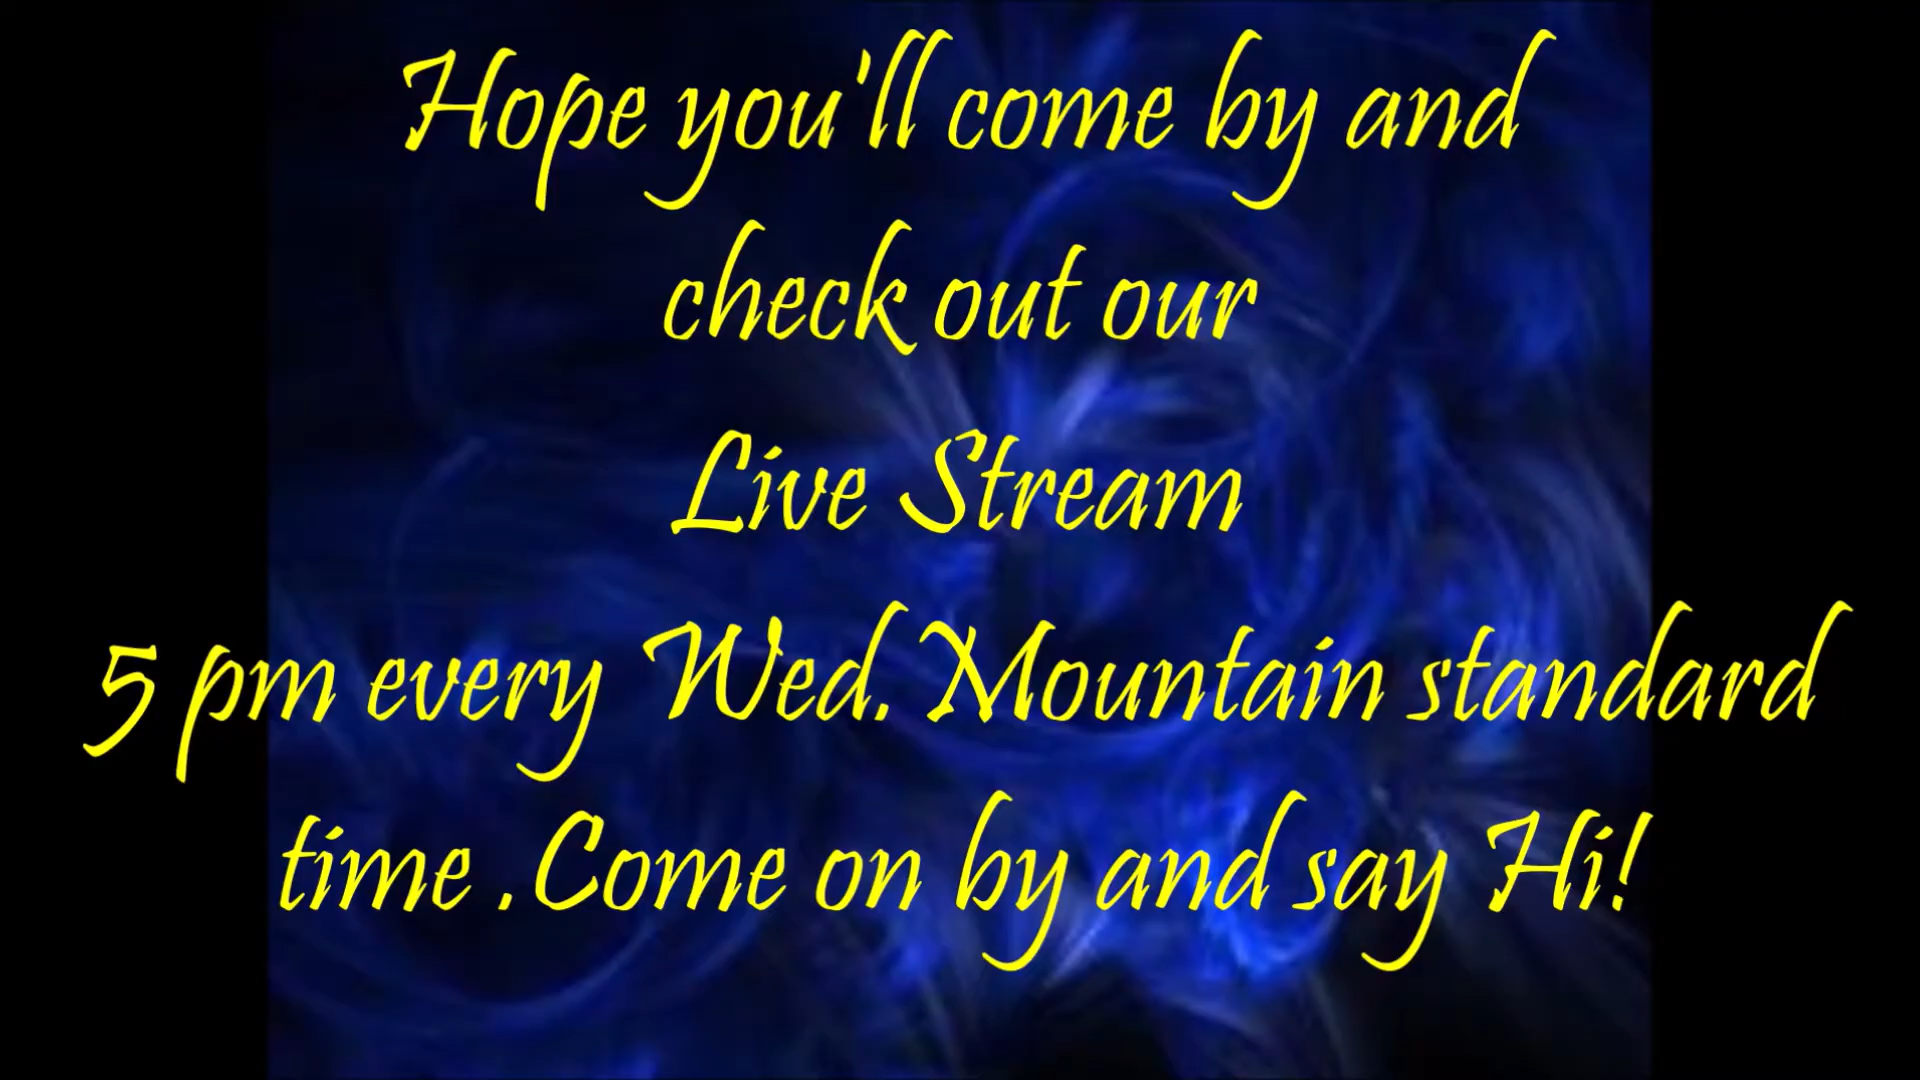 Hope you'll come by and
check out our
Live Stream
5 pm every Wed. Mountain standard
time .Come on by and say Hi!